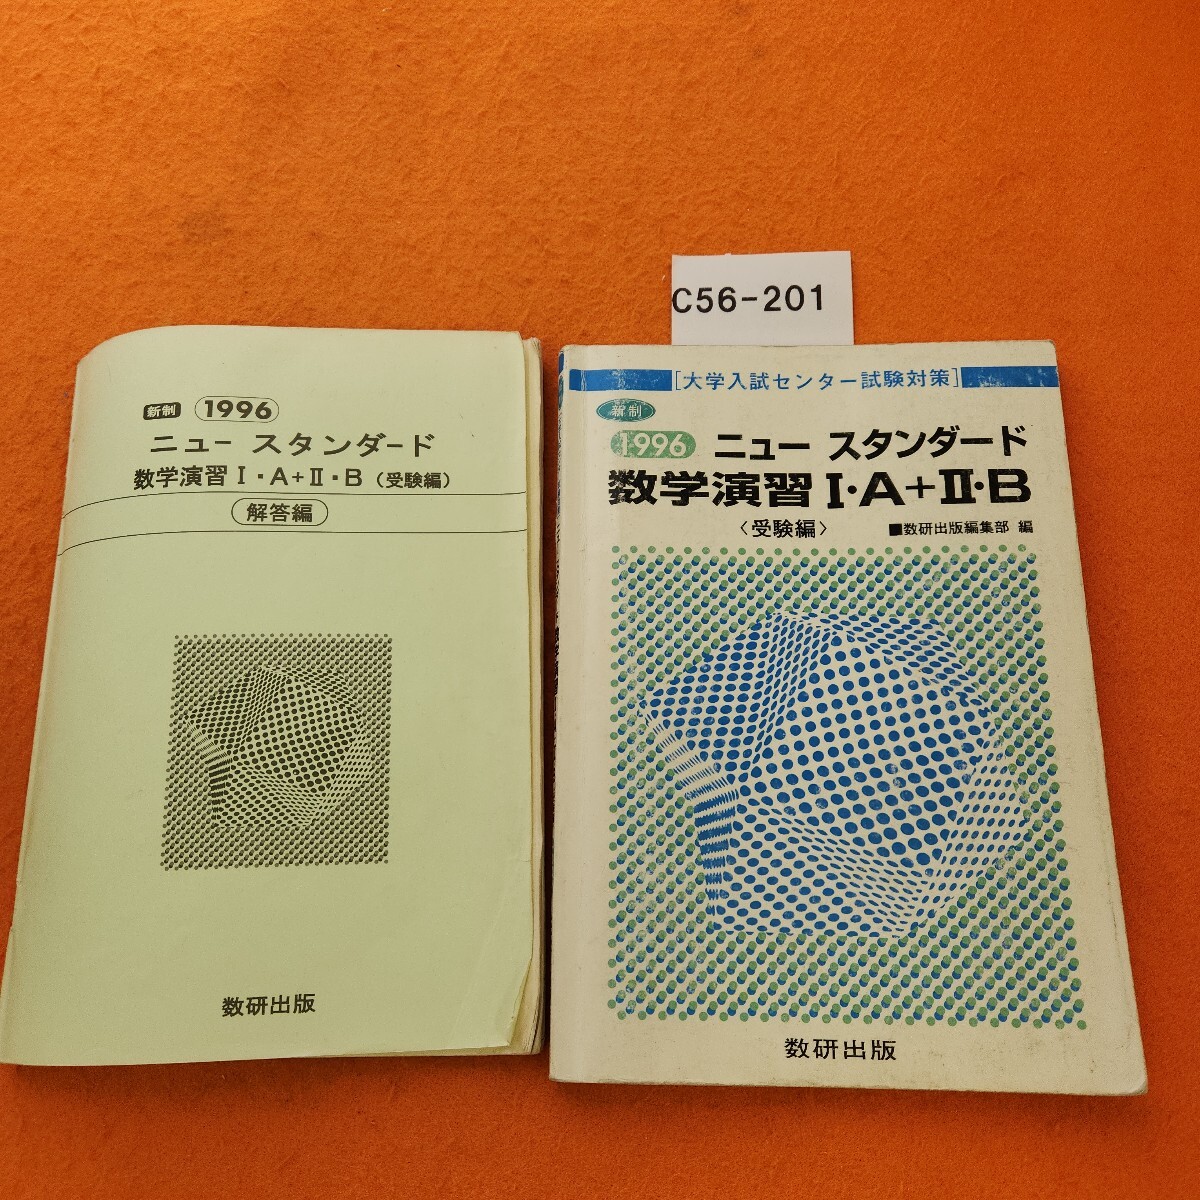 C56-201
新制 1996
ニュー スタンダード
数学演習 I・A+II・B (受験編)
解答編
数研出版
[大学入試センター試験対策]
新制
1996 ニュー スタンダード
数学演習 I・A+II・B
〈受験編〉 ■数研出版編集部 編
数研出版